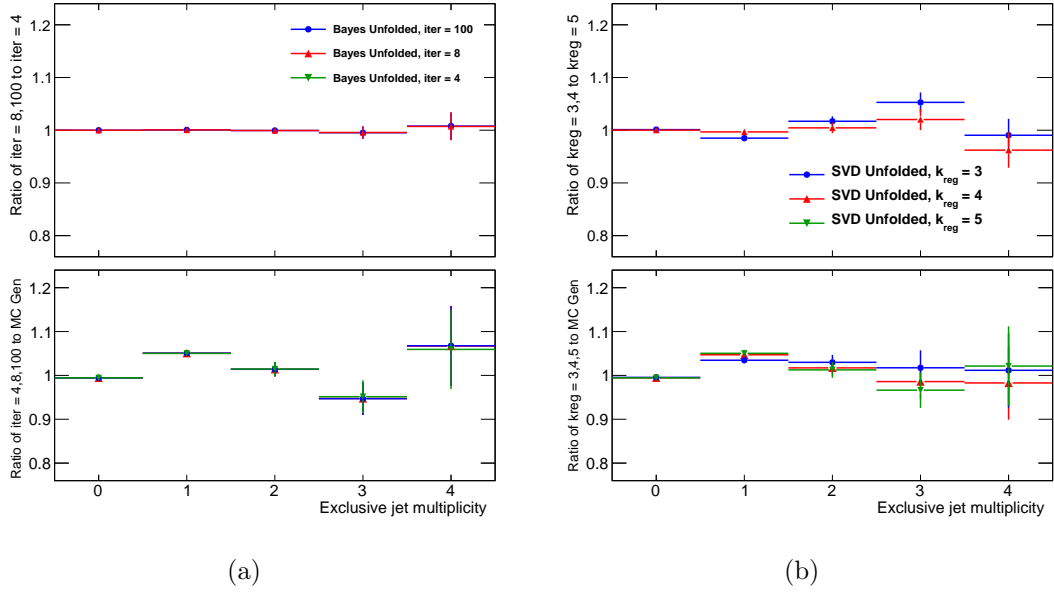 Ratio of iter = 8,100 to iter = 4
1.2
1.1
1
0.9
0.8
Bayes Unfolded, iter = 100
Bayes Unfolded, iter = 8
Bayes Unfolded, iter = 4
Ratio of iter = 4,8,100 to MC Gen
1.2
1.1
1
0.9
0.8
0 1 2 3 4
Exclusive jet multiplicity
(a)
Ratio of kreg = 3,4 to kreg = 5
1.2
1.1
1
0.9
0.8
SVD Unfolded, k_reg = 3
SVD Unfolded, k_reg = 4
SVD Unfolded, k_reg = 5
Ratio of kreg = 3,4,5 to MC Gen
1.2
1.1
1
0.9
0.8
0 1 2 3 4
Exclusive jet multiplicity
(b)